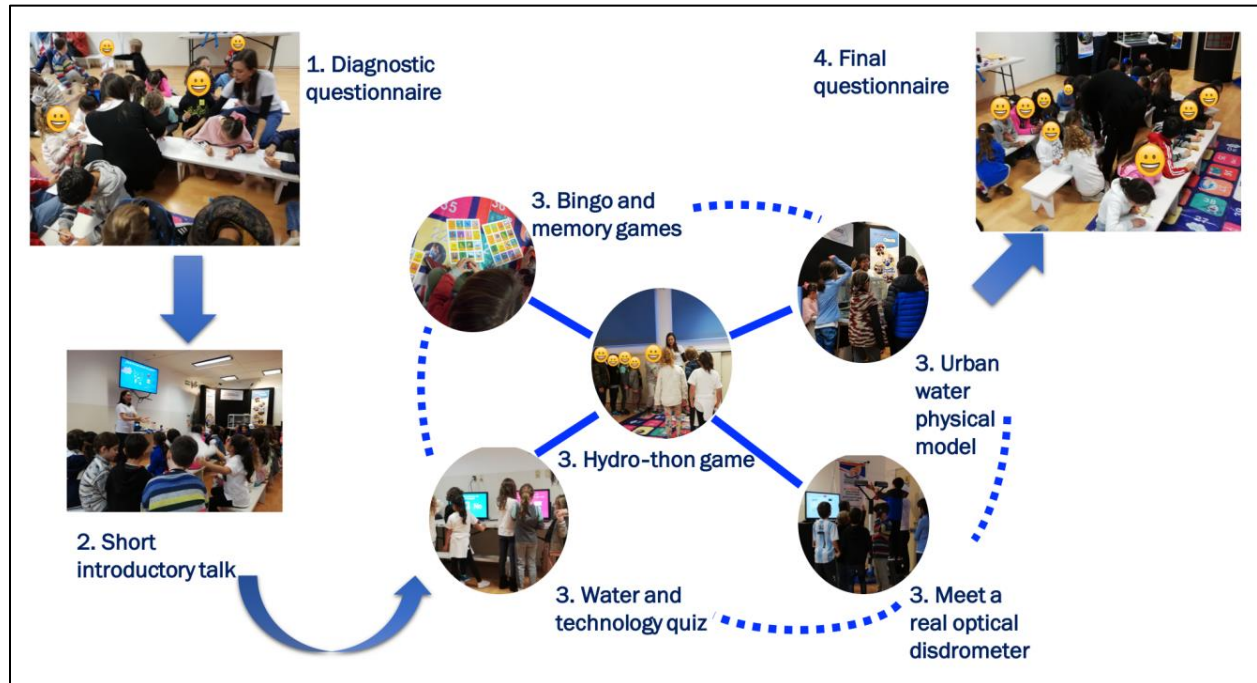 1. Diagnostic
questionnaire
4. Final
questionnaire
3. Bingo and
memory games
3. Urban
water
physical
model
3. Hydro-thon game
2. Short
introductory talk
3. Water and
technology quiz
3. Meet a
real optical
disdrometer